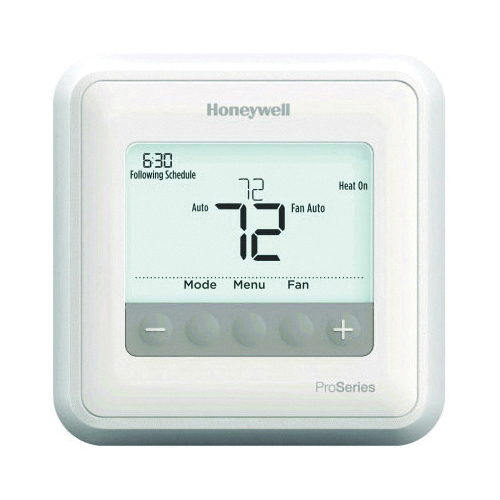 Honeywell
6:30
Following Schedule
72
Heat On
Auto 72 Fan Auto
Mode Menu Fan
− +
ProSeries